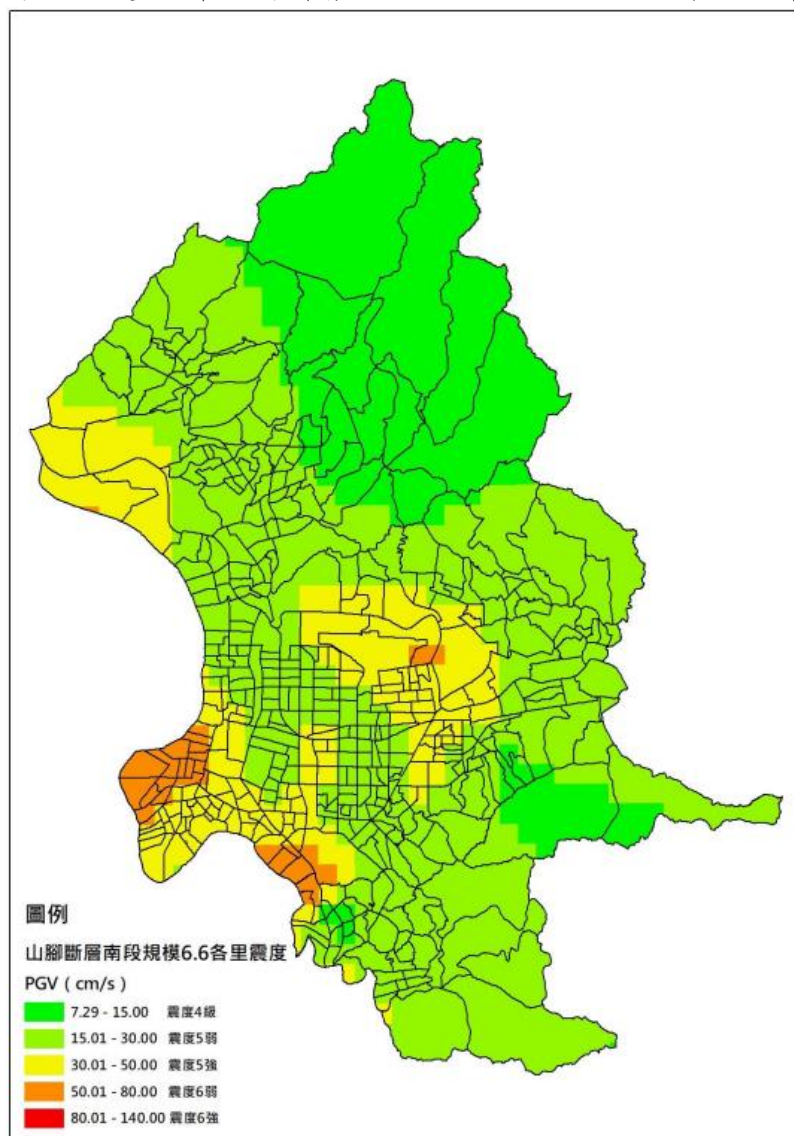 圖例
山腳斷層南段規模6.6各里震度
PGV（cm/s）
7.29 - 15.00 震度4級
15.01 - 30.00 震度5弱
30.01 - 50.00 震度5強
50.01 - 80.00 震度6弱
80.01 - 140.00 震度6強